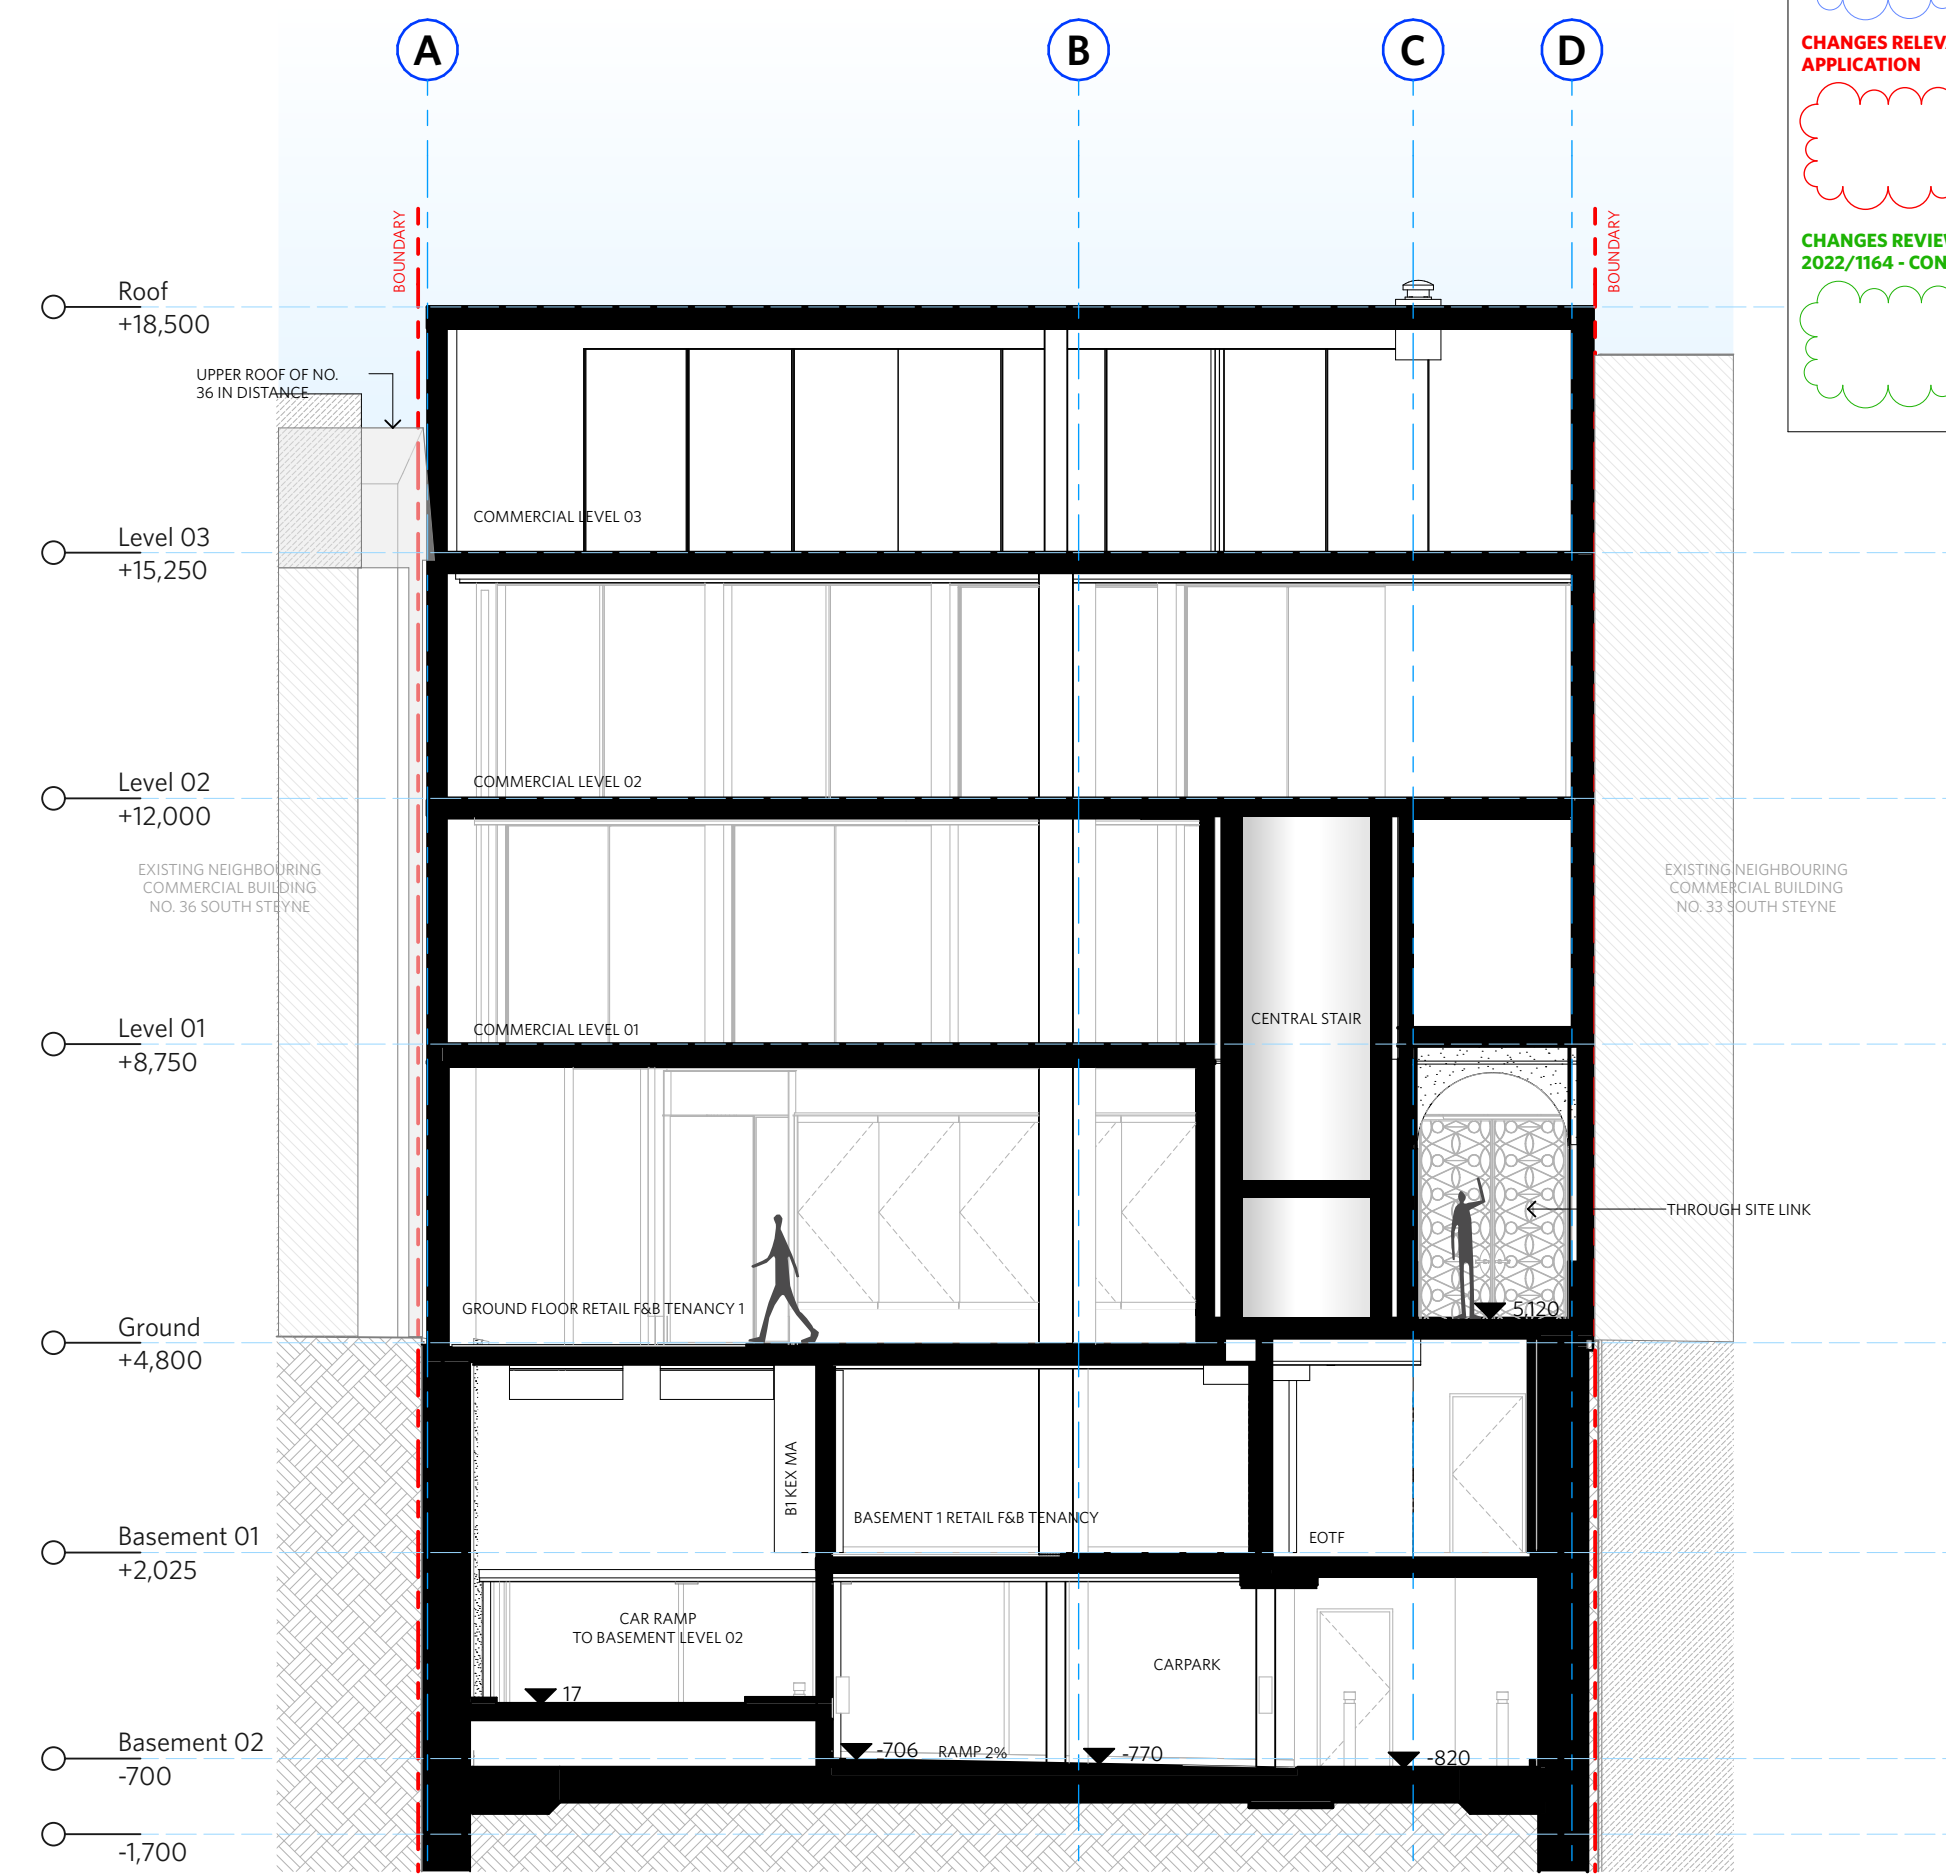 A
B
C
D
CHANGES RELEV
APPLICATION
CHANGES REVIE
2022/1164 - CON
BOUNDARY
BOUNDARY
Roof
+18,500
UPPER ROOF OF NO.
36 IN DISTANCE
COMMERCIAL LEVEL 03
Level 03
+15,250
COMMERCIAL LEVEL 02
Level 02
+12,000
EXISTING NEIGHBOURING
COMMERCIAL BUILDING
NO. 36 SOUTH STEYNE
EXISTING NEIGHBOURING
COMMERCIAL BUILDING
NO. 33 SOUTH STEYNE
CENTRAL STAIR
COMMERCIAL LEVEL 01
Level 01
+8,750
THROUGH SITE LINK
GROUND FLOOR RETAIL F&B TENANCY 1
5,120
Ground
+4,800
B1 KEX MA
BASEMENT 1 RETAIL F&B TENANCY
EOTF
Basement 01
+2,025
CAR RAMP
TO BASEMENT LEVEL 02
CARPARK
17
Basement 02
-700
-706
RAMP 2%
-770
-820
-1,700